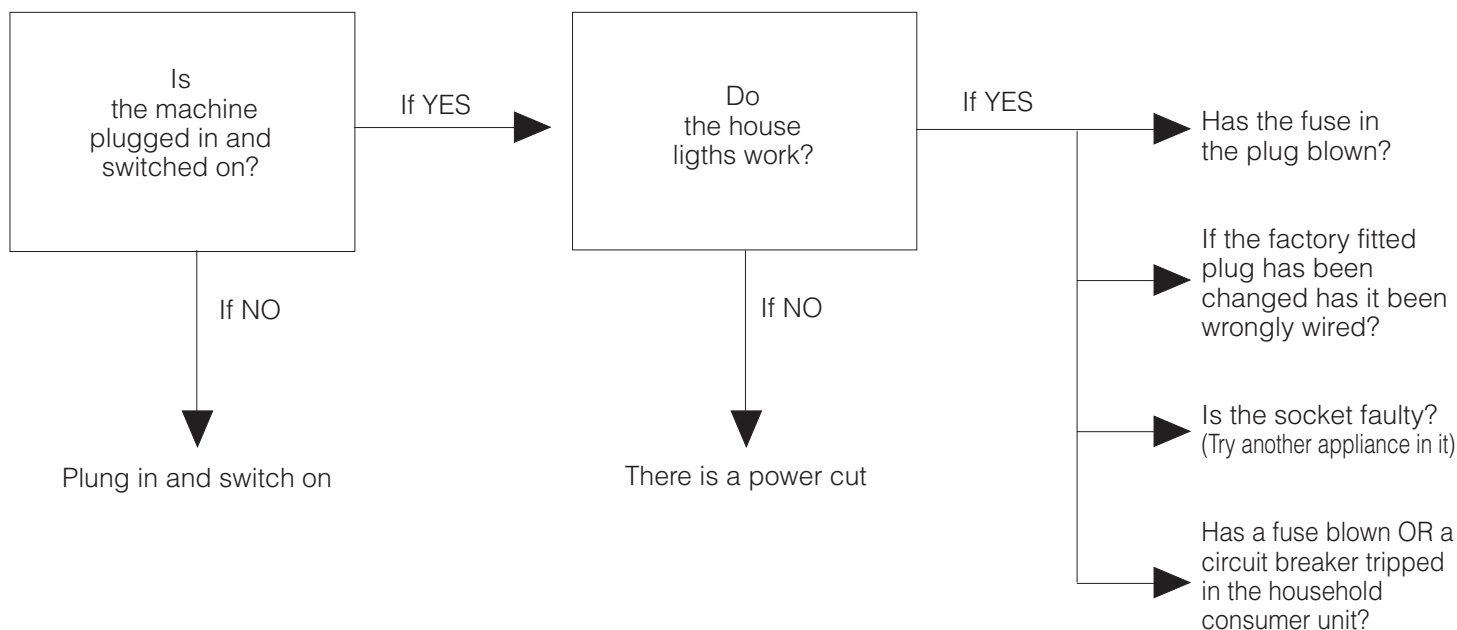 Is
the machine
plugged in and
switched on?
If YES
If NO
Plung in and switch on
Do
the house
ligths work?
If YES
If NO
There is a power cut
Has the fuse in
the plug blown?
If the factory fitted
plug has been
changed has it been
wrongly wired?
Is the socket faulty?
(Try another appliance in it)
Has a fuse blown OR a
circuit breaker tripped
in the household
consumer unit?